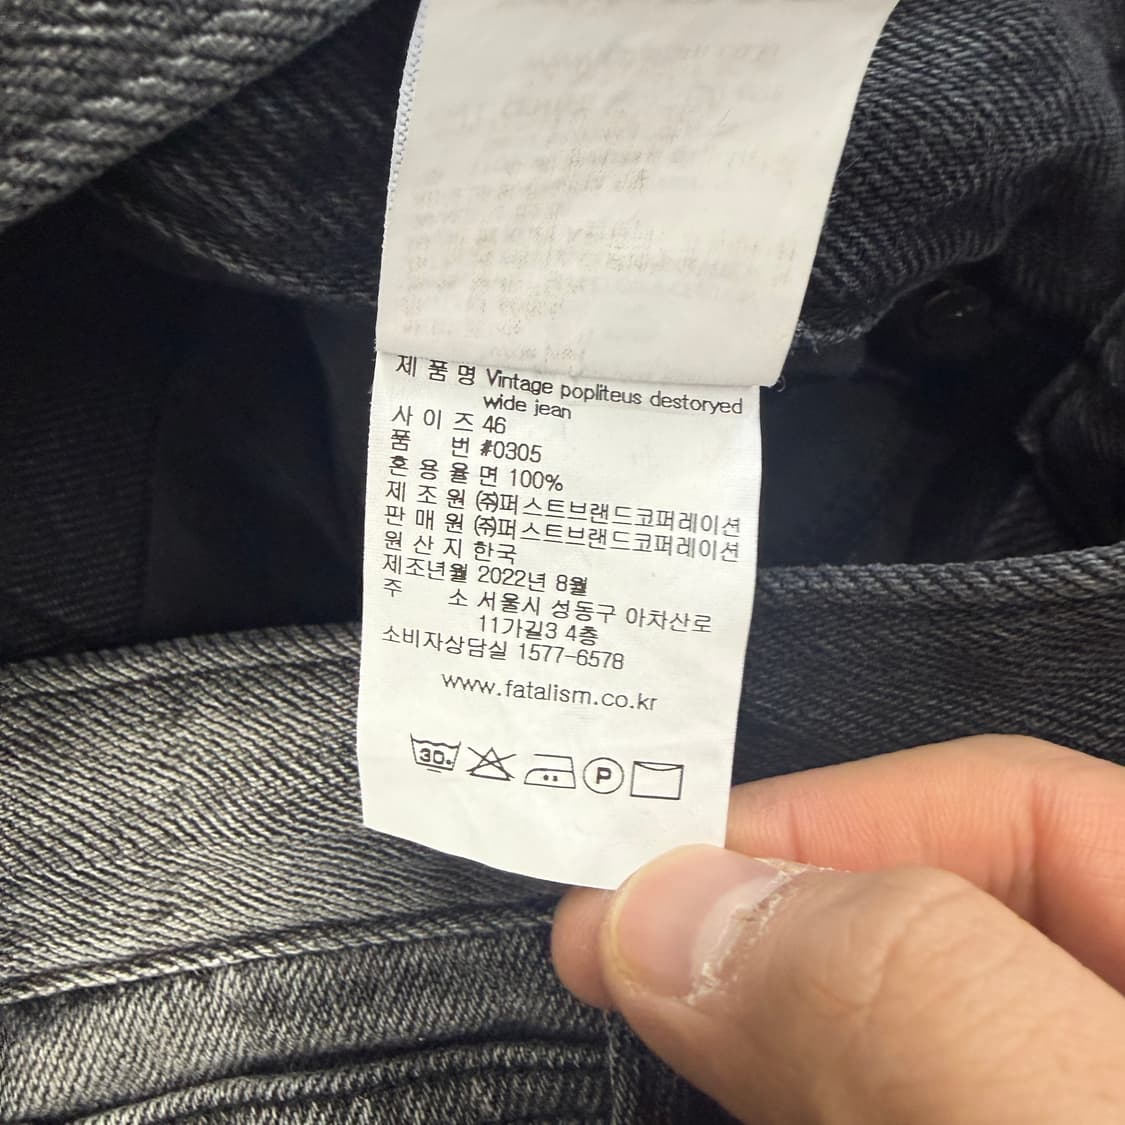 제 품 명 Vintage popliteus destoryed
wide jean
사 이 즈 46
품 번 #0305
혼 용 율 면 100%
제 조 원 ㈜퍼스트브랜드코퍼레이션
판 매 원 ㈜퍼스트브랜드코퍼레이션
원 산 지 한국
제조년월 2022년 8월
주 소 서울시 성동구 아차산로
11가길3 4층
소비자상담실 1577-6578
www.fatalism.co.kr
30.
P